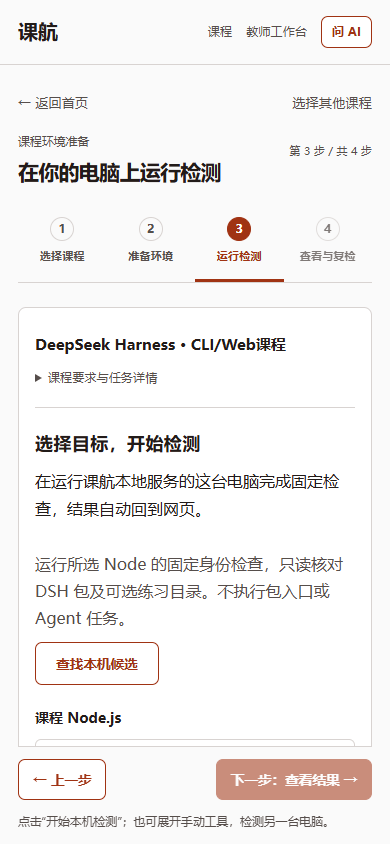 课航
课程 教师工作台 问 AI
← 返回首页 选择其他课程
课程环境准备
第 3 步 / 共 4 步
在你的电脑上运行检测
1 2 3 4
选择课程 准备环境 运行检测 查看与复检
DeepSeek Harness · CLI/Web课程
▶ 课程要求与任务详情
选择目标，开始检测
在运行课航本地服务的这台电脑完成固定检
查，结果自动回到网页。
运行所选 Node 的固定身份检查，只读核对
DSH 包及可选练习目录。不执行包入口或
Agent 任务。
查找本机候选
课程 Node.js
← 上一步 下一步：查看结果 →
点击“开始本机检测”；也可展开手动工具，检测另一台电脑。